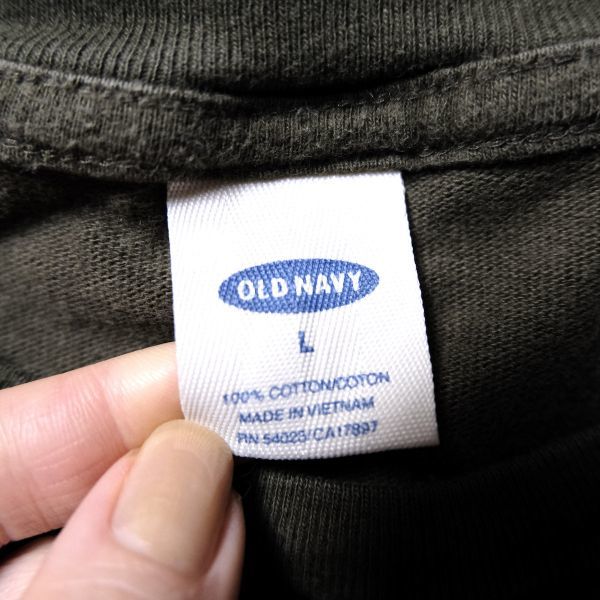 OLD NAVY
L
100% COTTON/COTON
MADE IN VIETNAM
RN 54023/CA17897